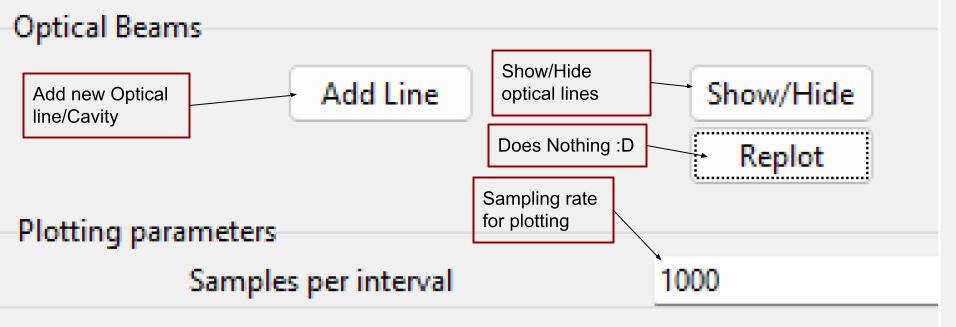 Optical Beams
Add new Optical
line/Cavity
Add Line
Show/Hide
optical lines
Show/Hide
Does Nothing :D
Replot
Sampling rate
for plotting
Plotting parameters
Samples per interval
1000